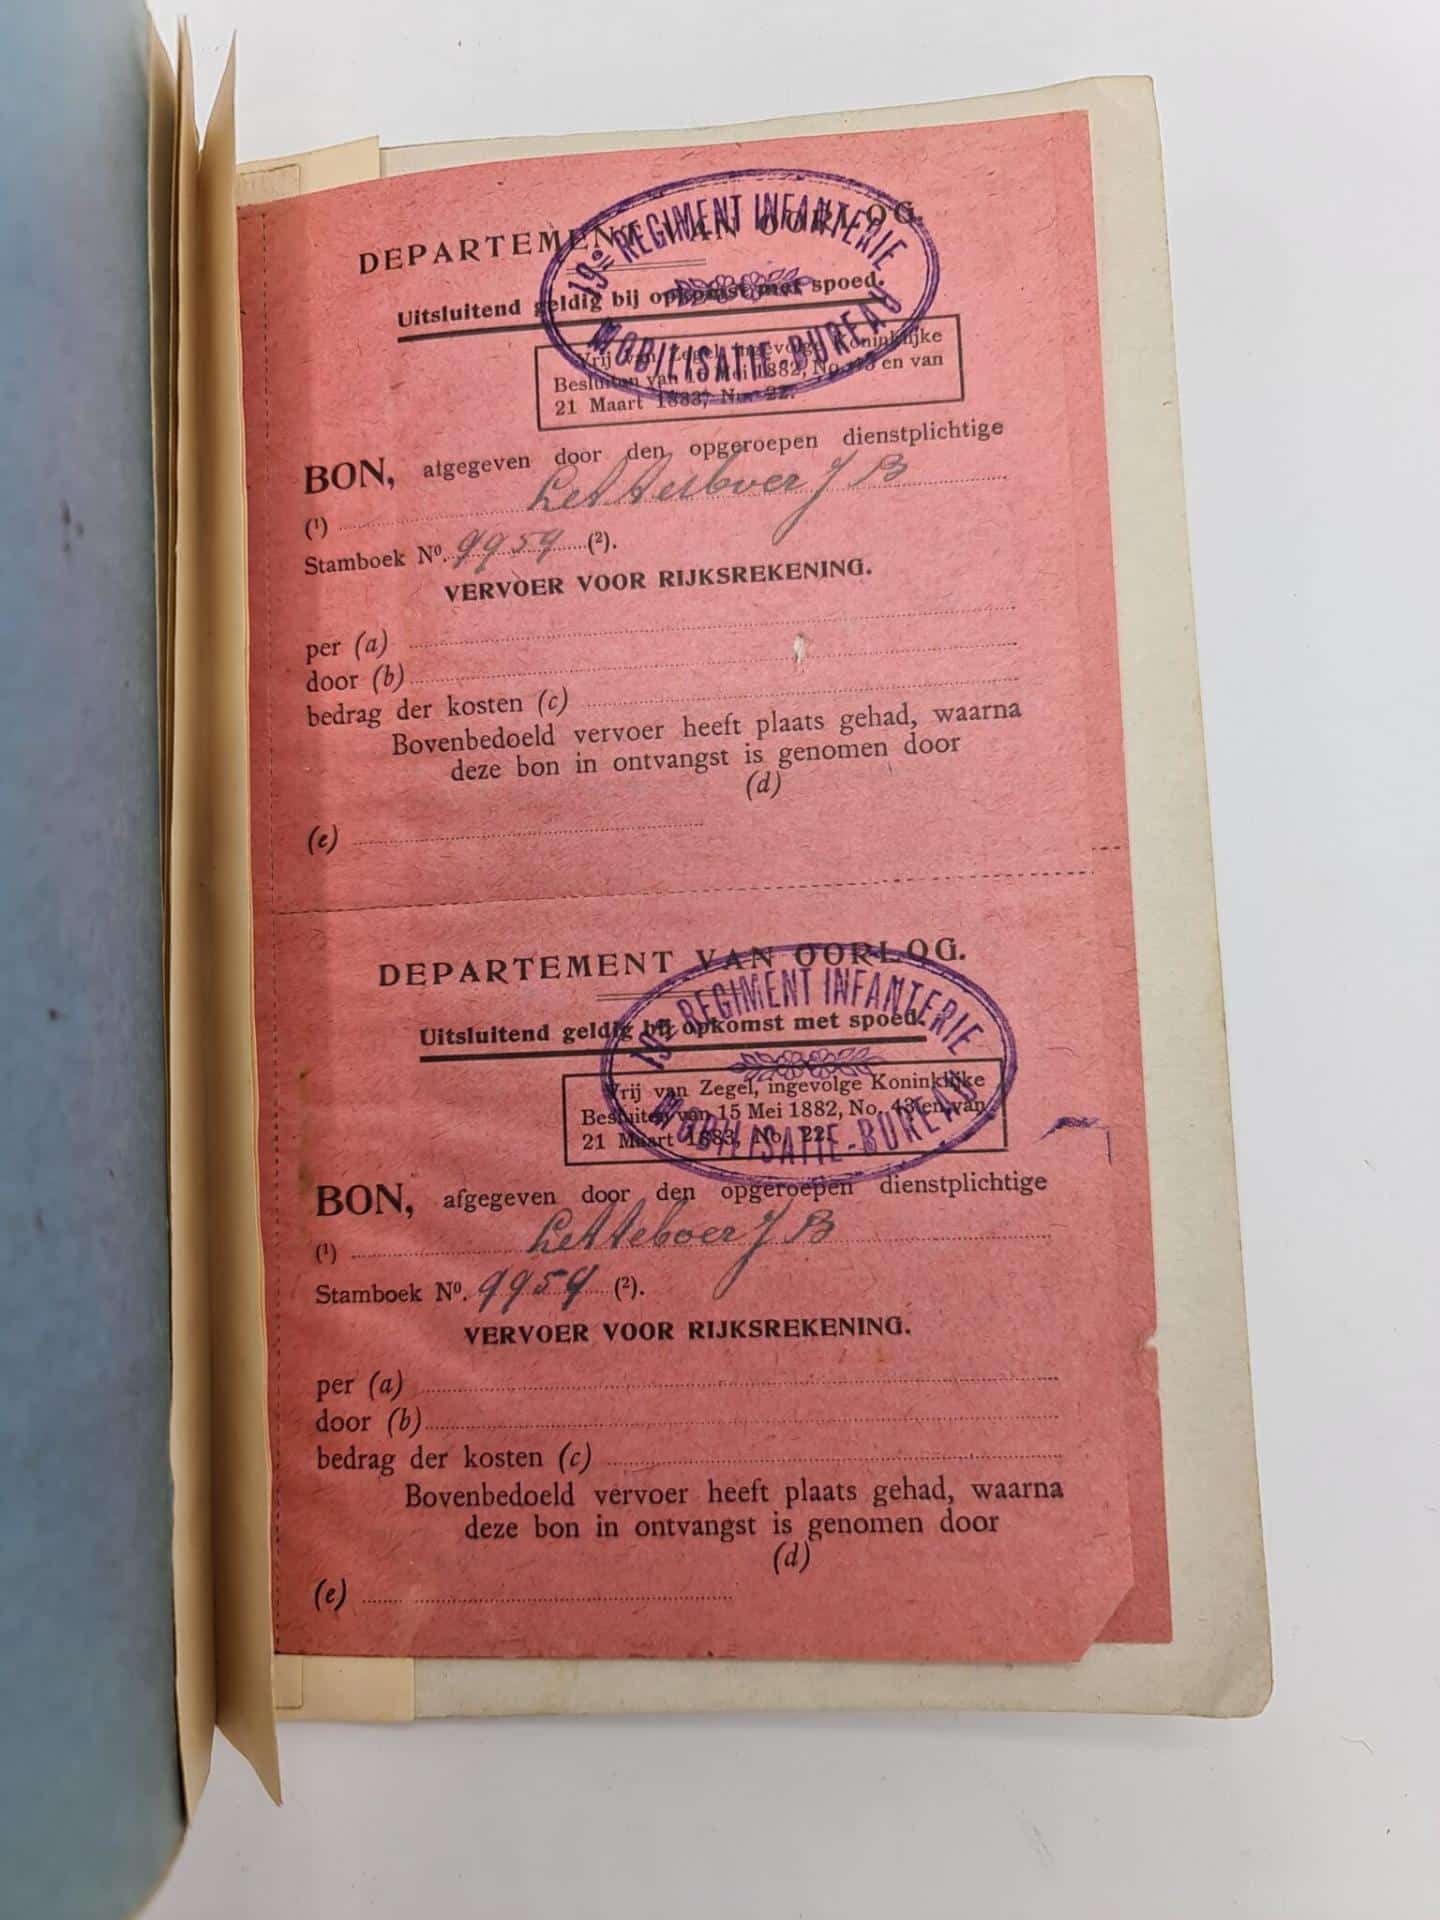 DEPARTEMENT VAN OORLOG.
19e REGIMENT INFANTERIE
MOBILISATIE-BUREAU
Uitsluitend geldig bij opkomst met spoed.
Vrij van Zegel, ingevolge Koninklijke
Besluiten van 15 Mei 1882, No. 43 en van
21 Maart 1883, No. 22.
BON, afgegeven door den opgeroepen dienstplichtige
(1) Letterboer J B
Stamboek No. 9959 (2).
VERVOER VOOR RIJKSREKENING.
per (a)
door (b)
bedrag der kosten (c)
Bovenbedoeld vervoer heeft plaats gehad, waarna
deze bon in ontvangst is genomen door
(d)
(e)
DEPARTEMENT VAN OORLOG.
19e REGIMENT INFANTERIE
MOBILISATIE-BUREAU
Uitsluitend geldig bij opkomst met spoed.
Vrij van Zegel, ingevolge Koninklijke
Besluiten van 15 Mei 1882, No. 43 en van
21 Maart 1883, No. 22.
BON, afgegeven door den opgeroepen dienstplichtige
(1) Letteboer J B
Stamboek No. 9959 (2).
VERVOER VOOR RIJKSREKENING.
per (a)
door (b)
bedrag der kosten (c)
Bovenbedoeld vervoer heeft plaats gehad, waarna
deze bon in ontvangst is genomen door
(d)
(e)